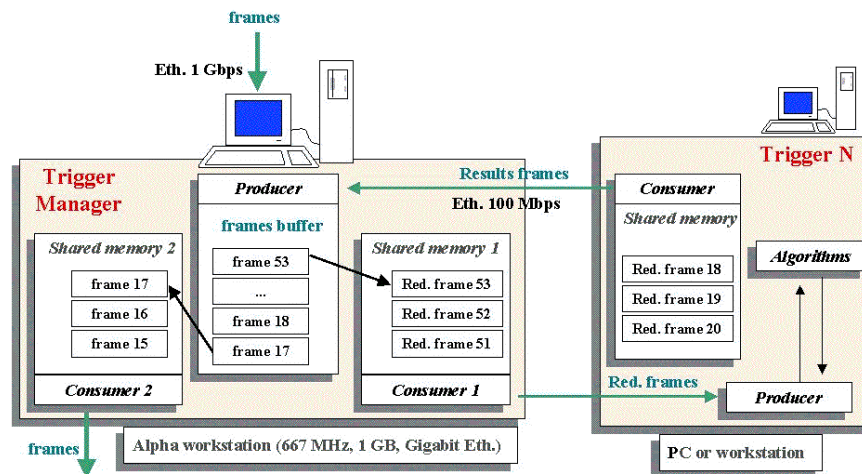 frames
Eth. 1 Gbps
Trigger
Manager
Producer
frames buffer
frame 53
...
frame 18
frame 17
Shared memory 2
frame 17
frame 16
frame 15
Consumer 2
frames
Shared memory 1
Red. frame 53
Red. frame 52
Red. frame 51
Consumer 1
Alpha workstation (667 MHz, 1 GB, Gigabit Eth.)
Results frames
Eth. 100 Mbps
Red. frames
Trigger N
Consumer
Shared memory
Red. frame 18
Red. frame 19
Red. frame 20
Algorithms
Producer
PC or workstation